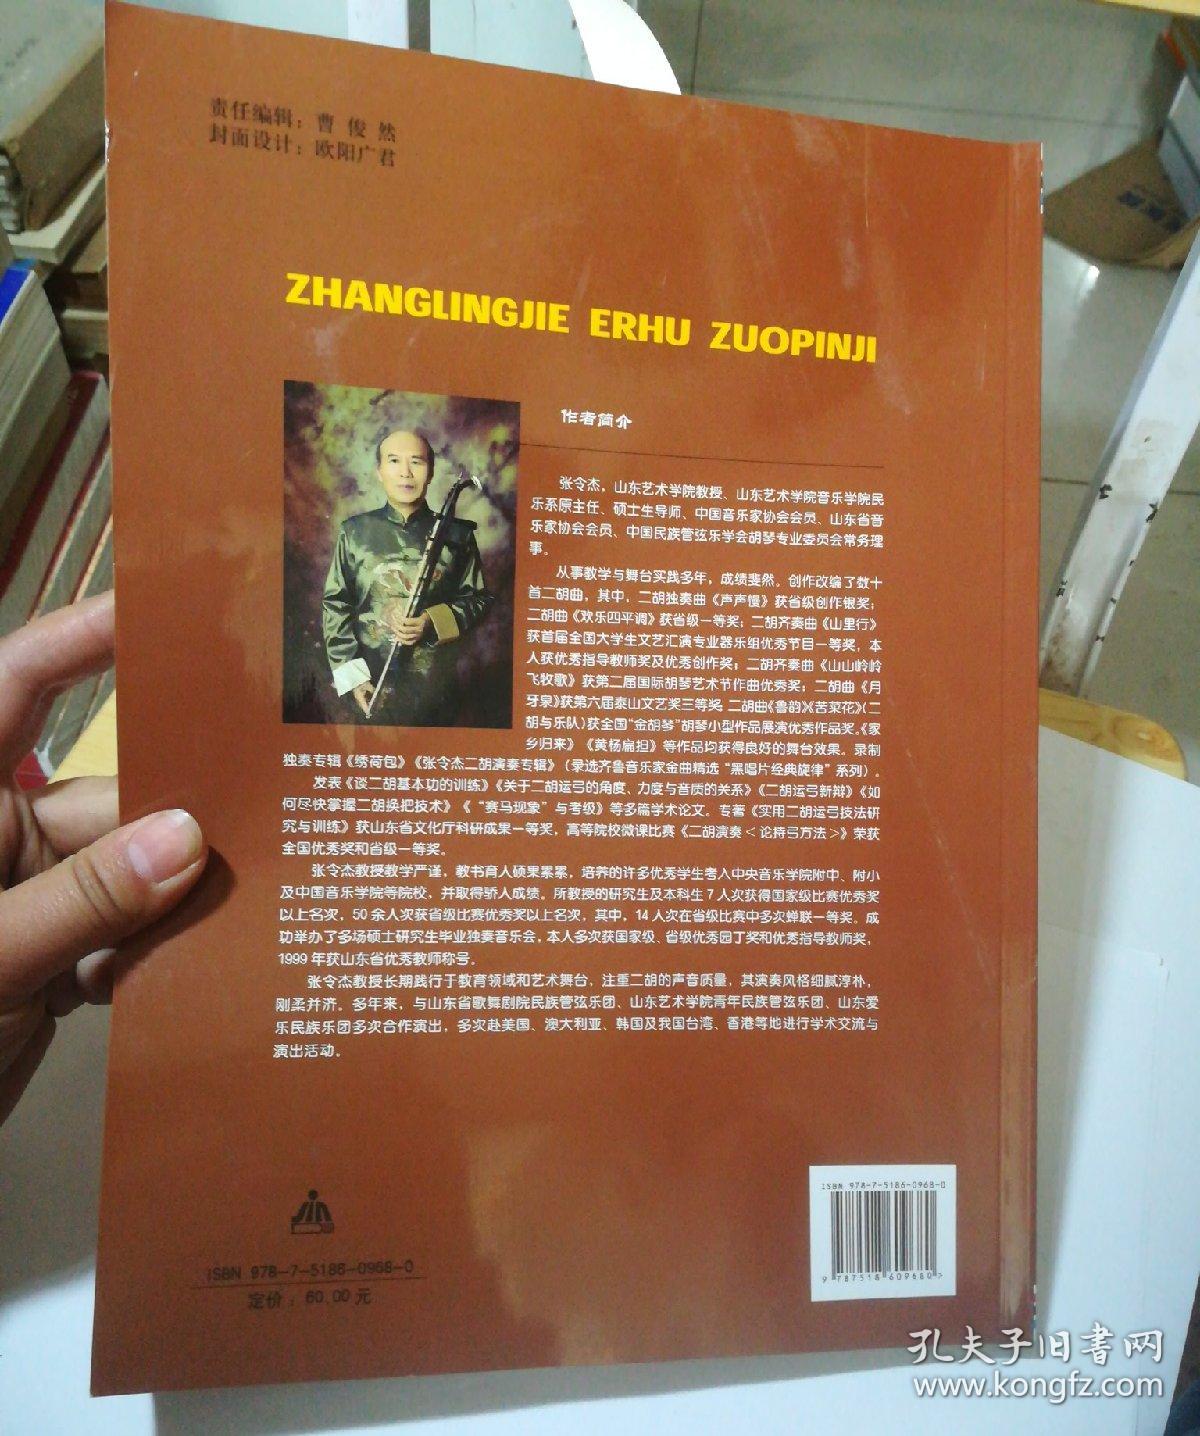 责任编辑：曹 俊 然
封面设计：欧阳广君
ZHANGLINGJIE ERHU ZUOPINJI
作者简介
张令杰，山东艺术学院教授、山东艺术学院音乐学院民
乐系原主任、硕士生导师、中国音乐家协会会员、山东省音
乐家协会会员、中国民族管弦乐学会胡琴专业委员会常务理
事。
从事教学与舞台实践多年，成绩斐然。创作改编了数十
首二胡曲，其中，二胡独奏曲《声声慢》获省级创作银奖；
二胡曲《欢乐四平调》获省级一等奖；二胡齐奏曲《山里行》
获首届全国大学生文艺汇演专业器乐组优秀节目一等奖，本
人获优秀指导教师奖及优秀创作奖；二胡齐奏曲《山山岭岭
飞牧歌》获第二届国际胡琴艺术节作曲优秀奖；二胡曲《月
牙泉》获第六届泰山文艺奖三等奖 二胡曲《鲁韵》《苦菜花》(二
胡与乐队)获全国“金胡琴”胡琴小型作品展演优秀作品奖。《家
乡归来》《黄杨扁担》等作品均获得良好的舞台效果。录制
独奏专辑《绣荷包》《张令杰二胡演奏专辑》（录选齐鲁音乐家金曲精选“黑唱片经典旋律”系列）。
发表《谈二胡基本功的训练》《关于二胡运弓的角度、力度与音质的关系》《二胡运弓新辩》《如
何尽快掌握二胡换把技术》《“赛马现象”与考级》等多篇学术论文。专著《实用二胡运弓技法研
究与训练》获山东省文化厅科研成果一等奖，高等院校微课比赛《二胡演奏＜论持弓方法＞》荣获
全国优秀奖和省级一等奖。
张令杰教授教学严谨，教书育人硕果累累，培养的许多优秀学生考入中央音乐学院附中、附小
及中国音乐学院等院校，并取得骄人成绩。所教授的研究生及本科生7人次获得国家级比赛优秀奖
以上名次，50余人次获省级比赛优秀奖以上名次，其中，14人次在省级比赛中多次蝉联一等奖。成
功举办了多场硕士研究生毕业独奏音乐会，本人多次获国家级、省级优秀园丁奖和优秀指导教师奖，
1999年获山东省优秀教师称号。
张令杰教授长期践行于教育领域和艺术舞台，注重二胡的声音质量，其演奏风格细腻淳朴，
刚柔并济。多年来，与山东省歌舞剧院民族管弦乐团、山东艺术学院青年民族管弦乐团、山东爱
乐民族乐团多次合作演出，多次赴美国、澳大利亚、韩国及我国台湾、香港等地进行学术交流与
演出活动。
ISBN 978-7-5186-0968-0
9 787518 609680 >
ISBN 978-7-5186-0968-0
定价：60.00元
孔夫子旧书网
www.kongfz.com